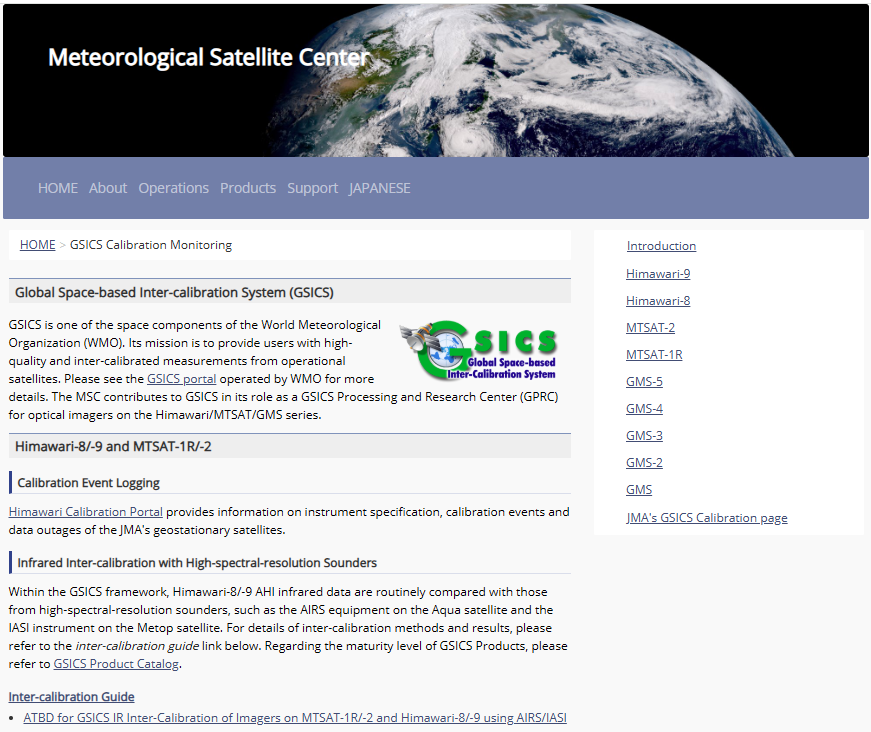 Meteorological Satellite Center
HOME About Operations Products Support JAPANESE
HOME > GSICS Calibration Monitoring
Global Space-based Inter-calibration System (GSICS)
GSICS is one of the space components of the World Meteorological
Organization (WMO). Its mission is to provide users with high-
quality and inter-calibrated measurements from operational
satellites. Please see the GSICS portal operated by WMO for more
details. The MSC contributes to GSICS in its role as a GSICS Processing and Research Center (GPRC)
for optical imagers on the Himawari/MTSAT/GMS series.
GSICS
Global Space-based
Inter-Calibration System
Himawari-8/-9 and MTSAT-1R/-2
Calibration Event Logging
Himawari Calibration Portal provides information on instrument specification, calibration events and
data outages of the JMA's geostationary satellites.
Infrared Inter-calibration with High-spectral-resolution Sounders
Within the GSICS framework, Himawari-8/-9 AHI infrared data are routinely compared with those
from high-spectral-resolution sounders, such as the AIRS equipment on the Aqua satellite and the
IASI instrument on the Metop satellite. For details of inter-calibration methods and results, please
refer to the inter-calibration guide link below. Regarding the maturity level of GSICS Products, please
refer to GSICS Product Catalog.
Inter-calibration Guide
• ATBD for GSICS IR Inter-Calibration of Imagers on MTSAT-1R/-2 and Himawari-8/-9 using AIRS/IASI
Introduction
Himawari-9
Himawari-8
MTSAT-2
MTSAT-1R
GMS-5
GMS-4
GMS-3
GMS-2
GMS
JMA's GSICS Calibration page